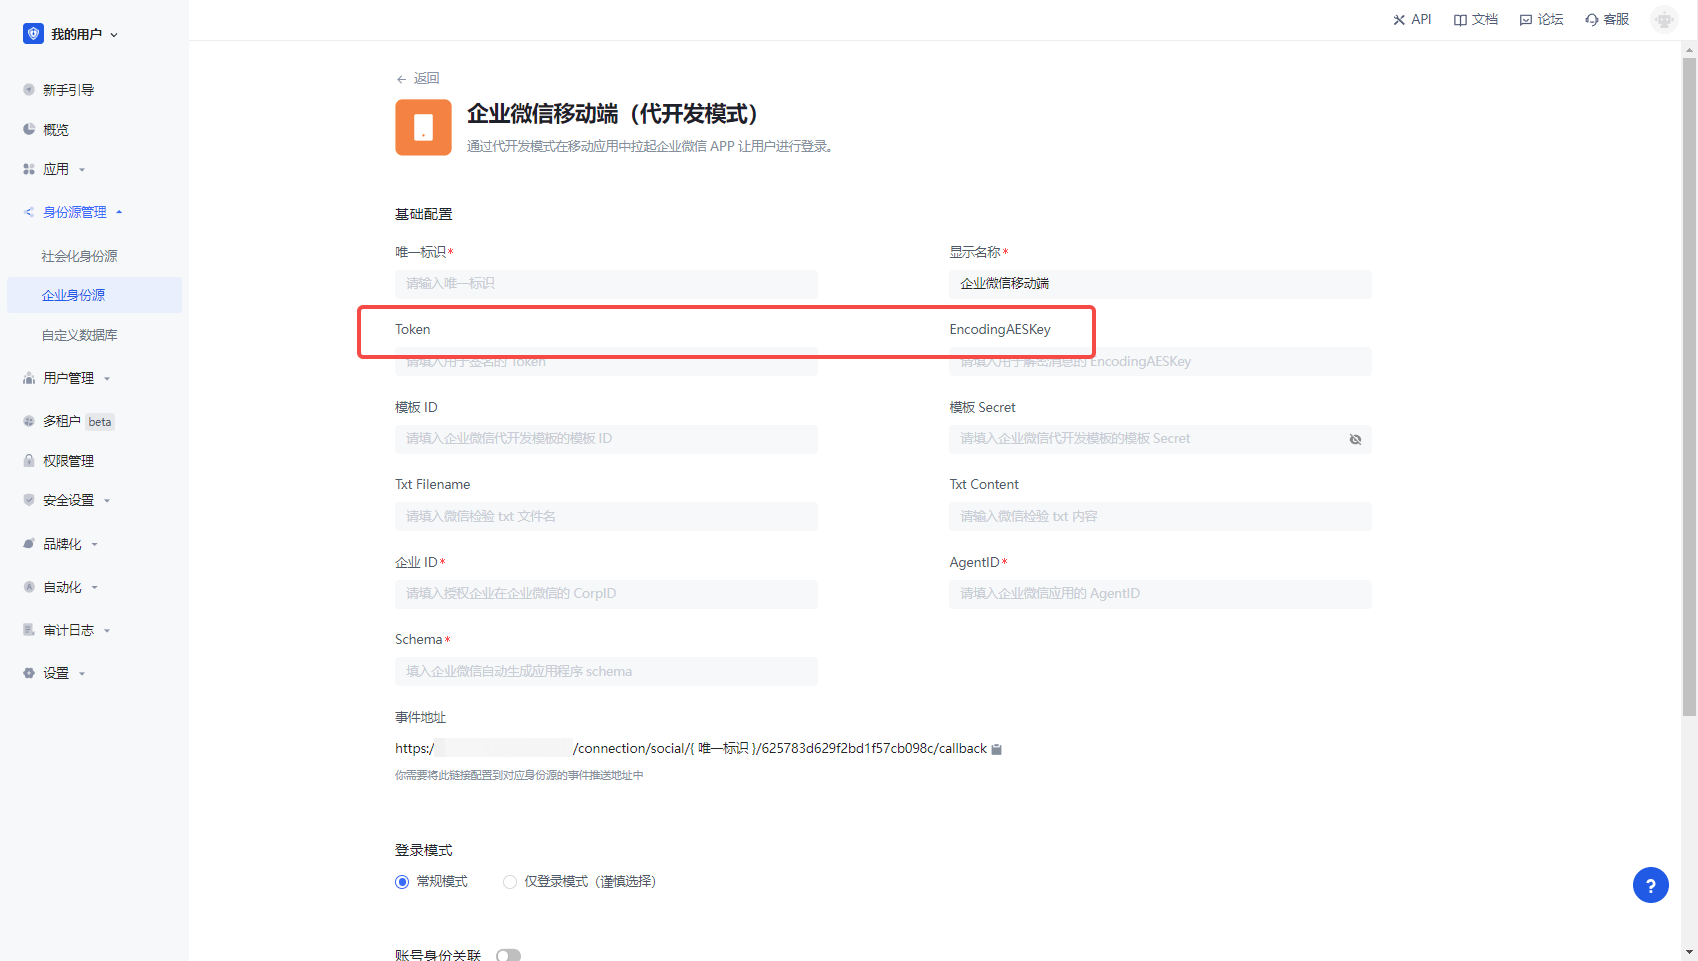 我的用户
API
文档
论坛
客服
新手引导
概览
应用
身份源管理
社会化身份源
企业身份源
自定义数据库
用户管理
多租户 beta
权限管理
安全设置
品牌化
自动化
审计日志
设置
返回
企业微信移动端（代开发模式）
通过代开发模式在移动应用中拉起企业微信 APP 让用户进行登录。
基础配置
唯一标识*
显示名称*
请输入唯一标识
企业微信移动端
Token
EncodingAESKey
请填入用于签名的 Token
请填入用于解密消息的 EncodingAESKey
模板 ID
模板 Secret
请填入企业微信代开发模板的模板 ID
请填入企业微信代开发模板的模板 Secret
Txt Filename
Txt Content
请填入微信检验 txt 文件名
请输入微信检验 txt 内容
企业 ID*
AgentID*
请填入授权企业在企业微信的 CorpID
请填入企业微信应用的 AgentID
Schema*
填入企业微信自动生成应用程序 schema
事件地址
https:/ /connection/social/{ 唯一标识 }/625783d629f2bd1f57cb098c/callback
你需要将此链接配置到对应身份源的事件推送地址中
登录模式
常规模式
仅登录模式（谨慎选择）
?
账号身份关联